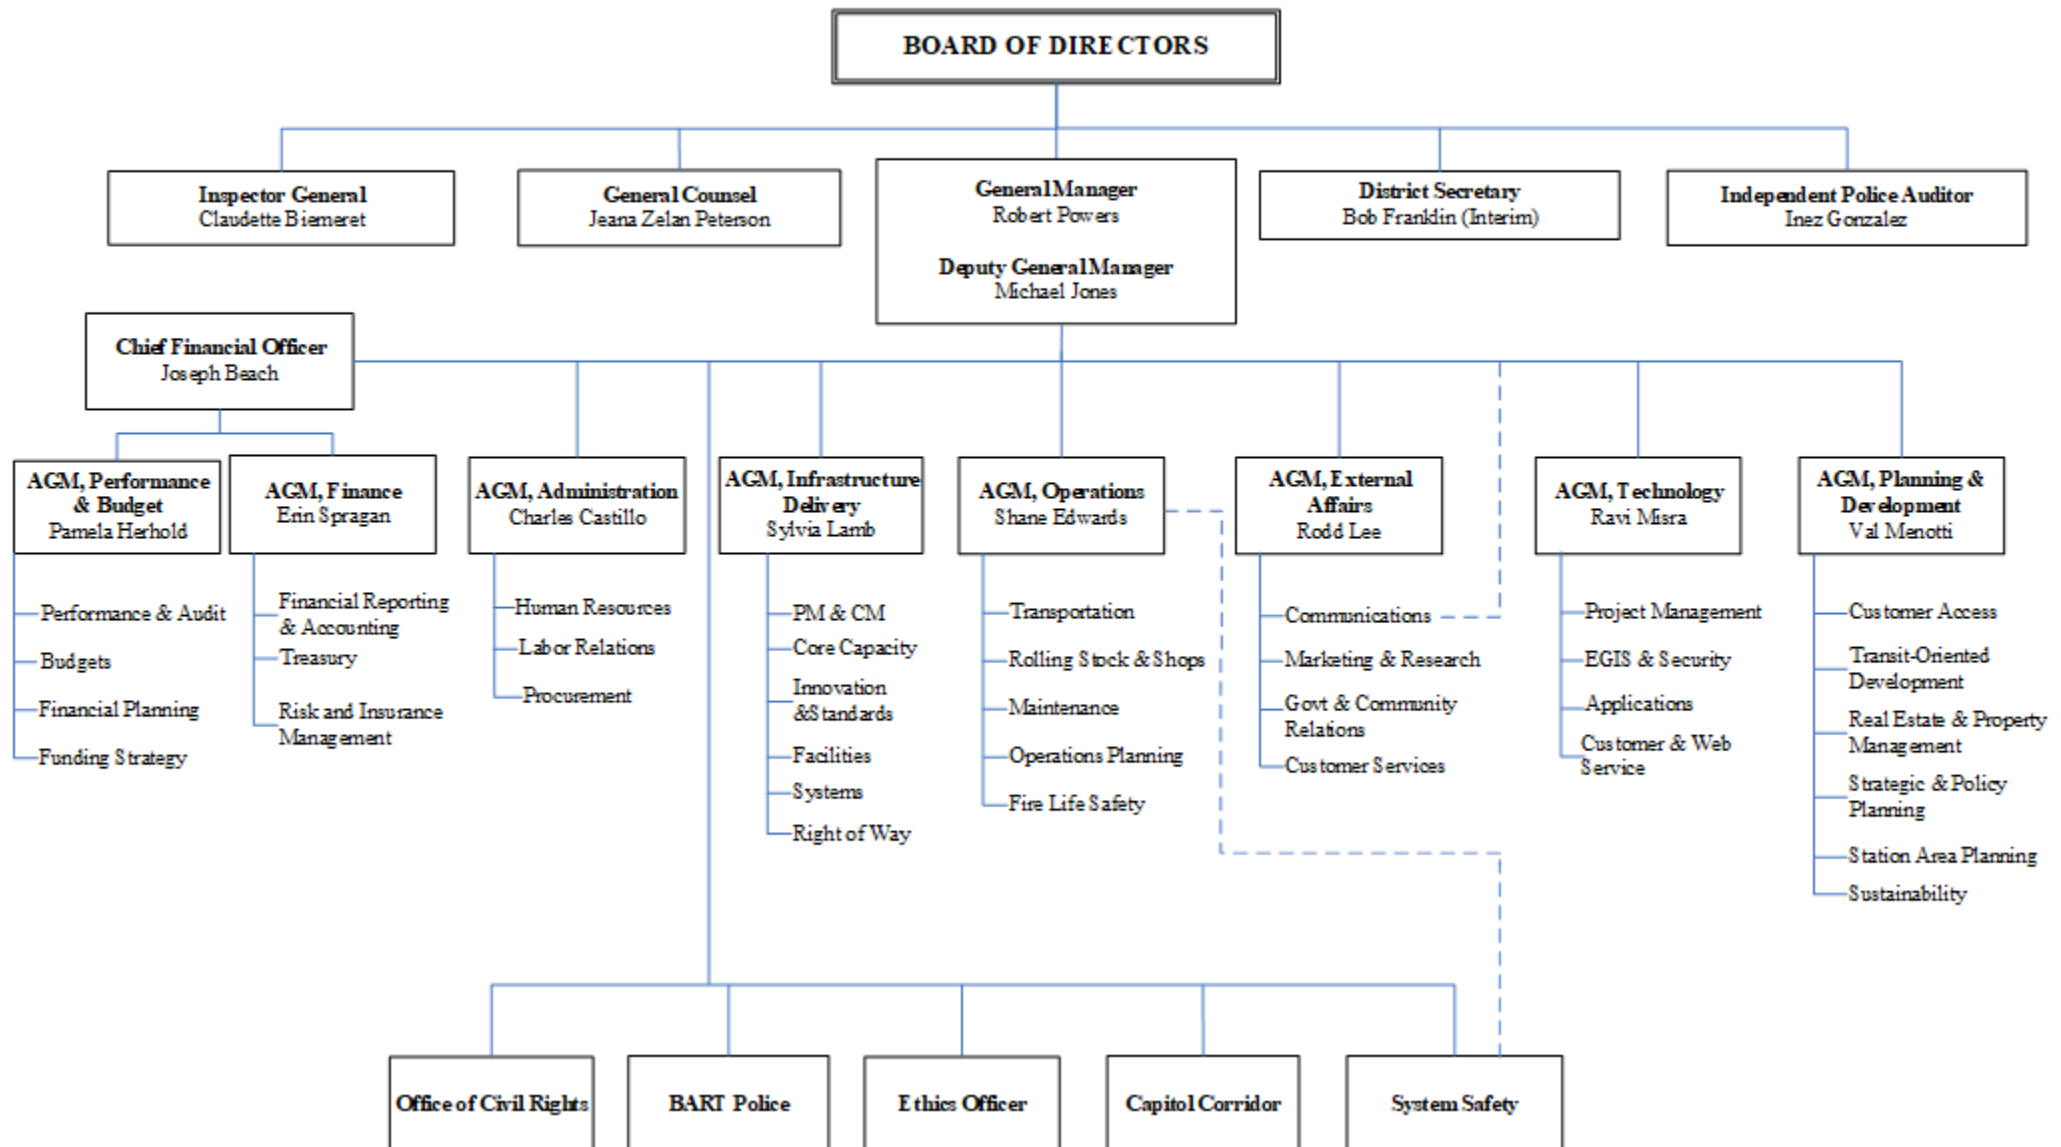 BOARD OF DIRECTORS
Inspector General
Claudette Biemeret
General Counsel
Jeana Zelan Peterson
General Manager
Robert Powers
Deputy General Manager
Michael Jones
District Secretary
Bob Franklin (Interim)
Independent Police Auditor
Inez Gonzalez
Chief Financial Officer
Joseph Beach
AGM, Performance
& Budget
Pamela Herhold
AGM, Finance
Erin Spragan
AGM, Administration
Charles Castillo
AGM, Infrastructure
Delivery
Sylvia Lamb
AGM, Operations
Shane Edwards
AGM, External
Affairs
Rodd Lee
AGM, Technology
Ravi Misra
AGM, Planning &
Development
Val Menotti
Performance & Audit
Budgets
Financial Planning
Funding Strategy
Financial Reporting
& Accounting
Treasury
Risk and Insurance
Management
Human Resources
Labor Relations
Procurement
PM & CM
Core Capacity
Innovation
&Standards
Facilities
Systems
Right of Way
Transportation
Rolling Stock & Shops
Maintenance
Operations Planning
Fire Life Safety
Communications
Marketing & Research
Govt & Community
Relations
Customer Services
Project Management
EGIS & Security
Applications
Customer & Web
Service
Customer Access
Transit-Oriented
Development
Real Estate & Property
Management
Strategic & Policy
Planning
Station Area Planning
Sustainability
Office of Civil Rights
BART Police
Ethics Officer
Capitol Corridor
System Safety